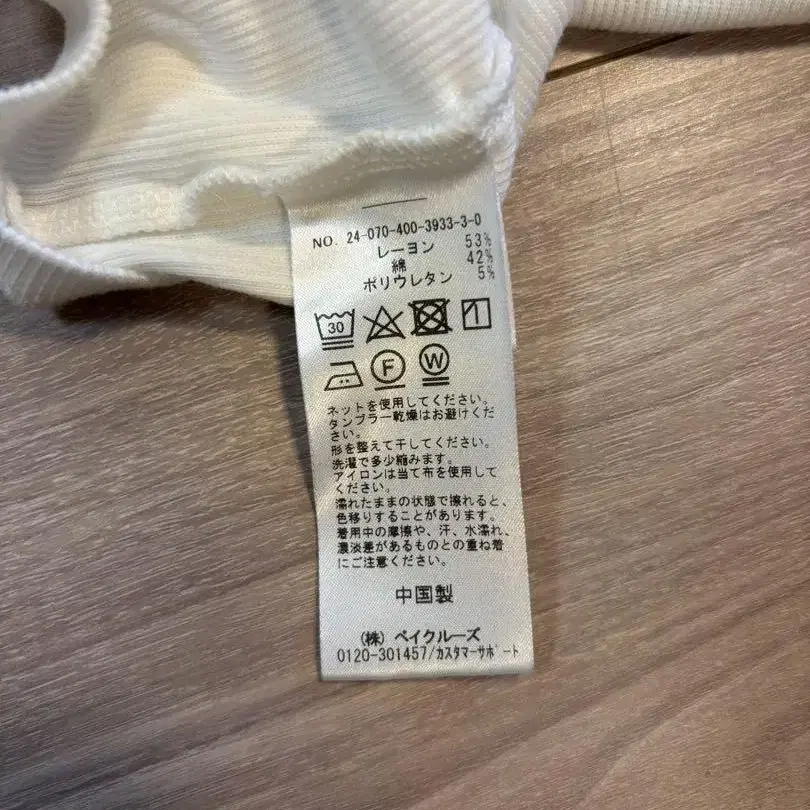 NO. 24-070-400-3933-3-0
レーヨン 53%
綿 42%
ポリウレタン 5%
30
F W
ネットを使用してください。
タンブラー乾燥はお避けくだ
さい。
形を整えて干してください。
洗濯で多少縮みます。
アイロンは当て布を使用して
ください。
濡れたままの状態で擦れると、
色移りすることがあります。
着用中の摩擦や、汗、水濡れ、
濃淡差があるものとの重ね着
にご注意ください。
中国製
(株) ベイクルーズ
0120-301457/カスタマーサポート